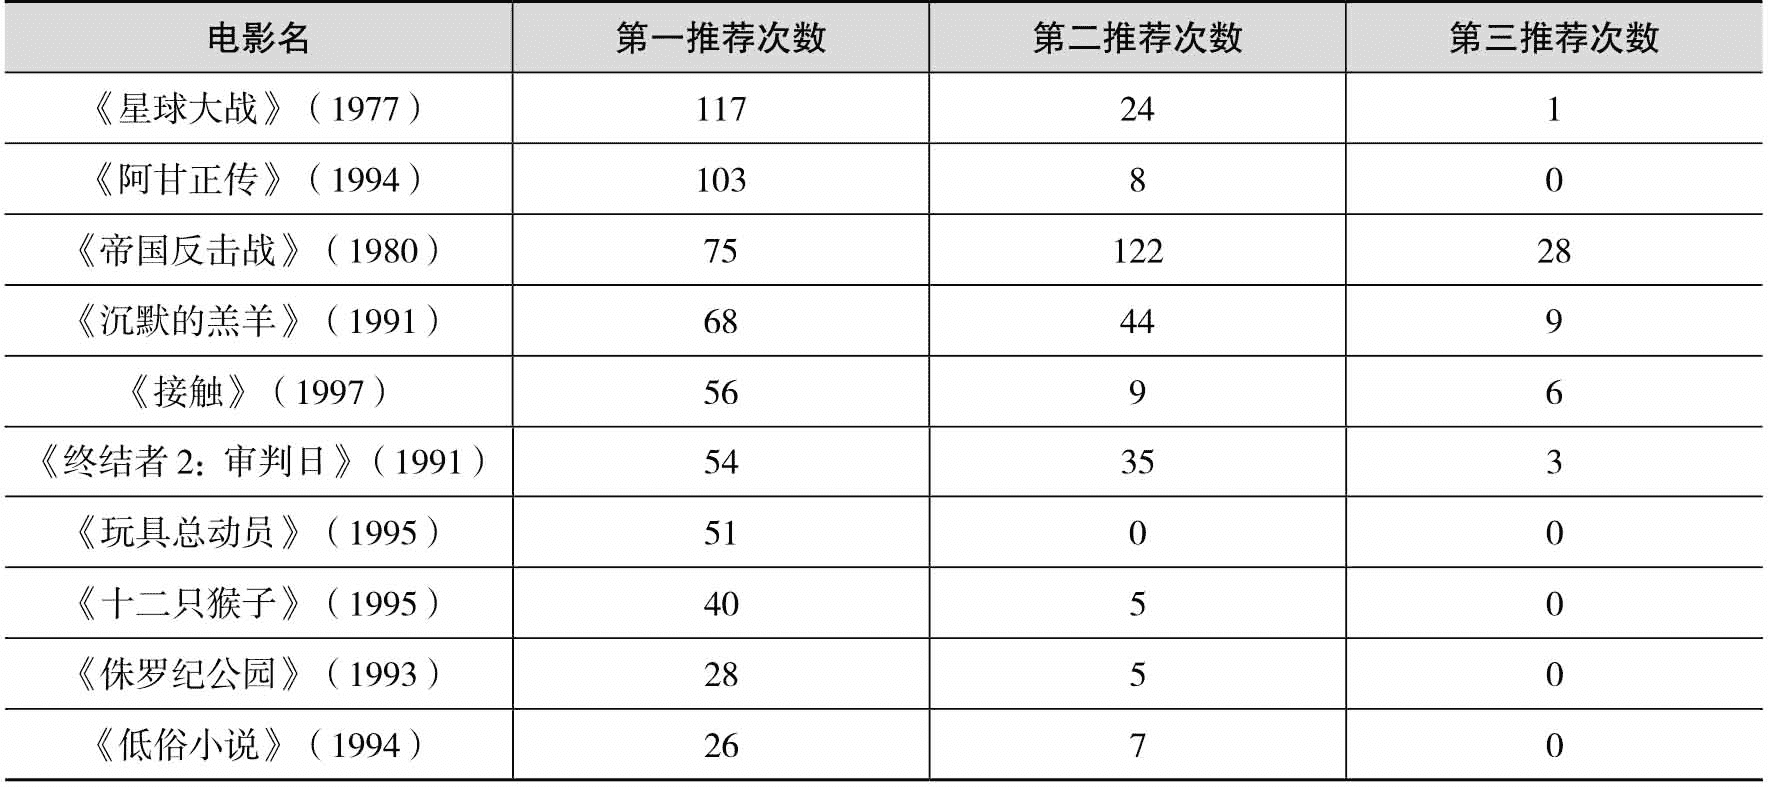 电影名 第一推荐次数 第二推荐次数 第三推荐次数
《星球大战》（1977） 117 24 1
《阿甘正传》（1994） 103 8 0
《帝国反击战》（1980） 75 122 28
《沉默的羔羊》（1991） 68 44 9
《接触》（1997） 56 9 6
《终结者2：审判日》（1991） 54 35 3
《玩具总动员》（1995） 51 0 0
《十二只猴子》（1995） 40 5 0
《侏罗纪公园》（1993） 28 5 0
《低俗小说》（1994） 26 7 0